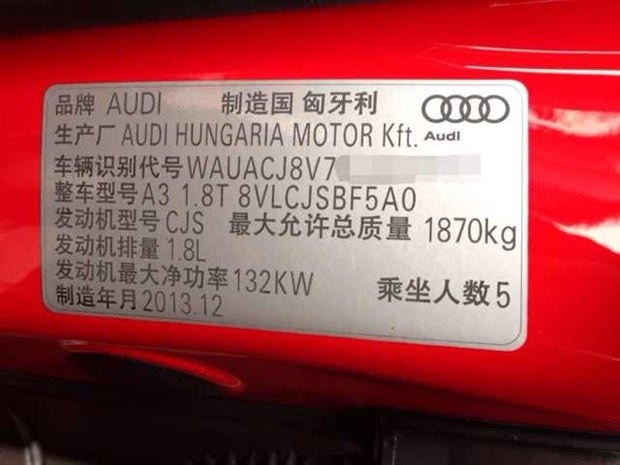 品牌 AUDI 制造国 匈牙利
生产厂 AUDI HUNGARIA MOTOR Kft. Audi
车辆识别代号 WAUACJ8V7
整车型号 A3 1.8T 8VLCJSBF5A0
发动机型号 CJS 最大允许总质量 1870kg
发动机排量 1.8L
发动机最大净功率 132KW 乘坐人数 5
制造年月 2013.12